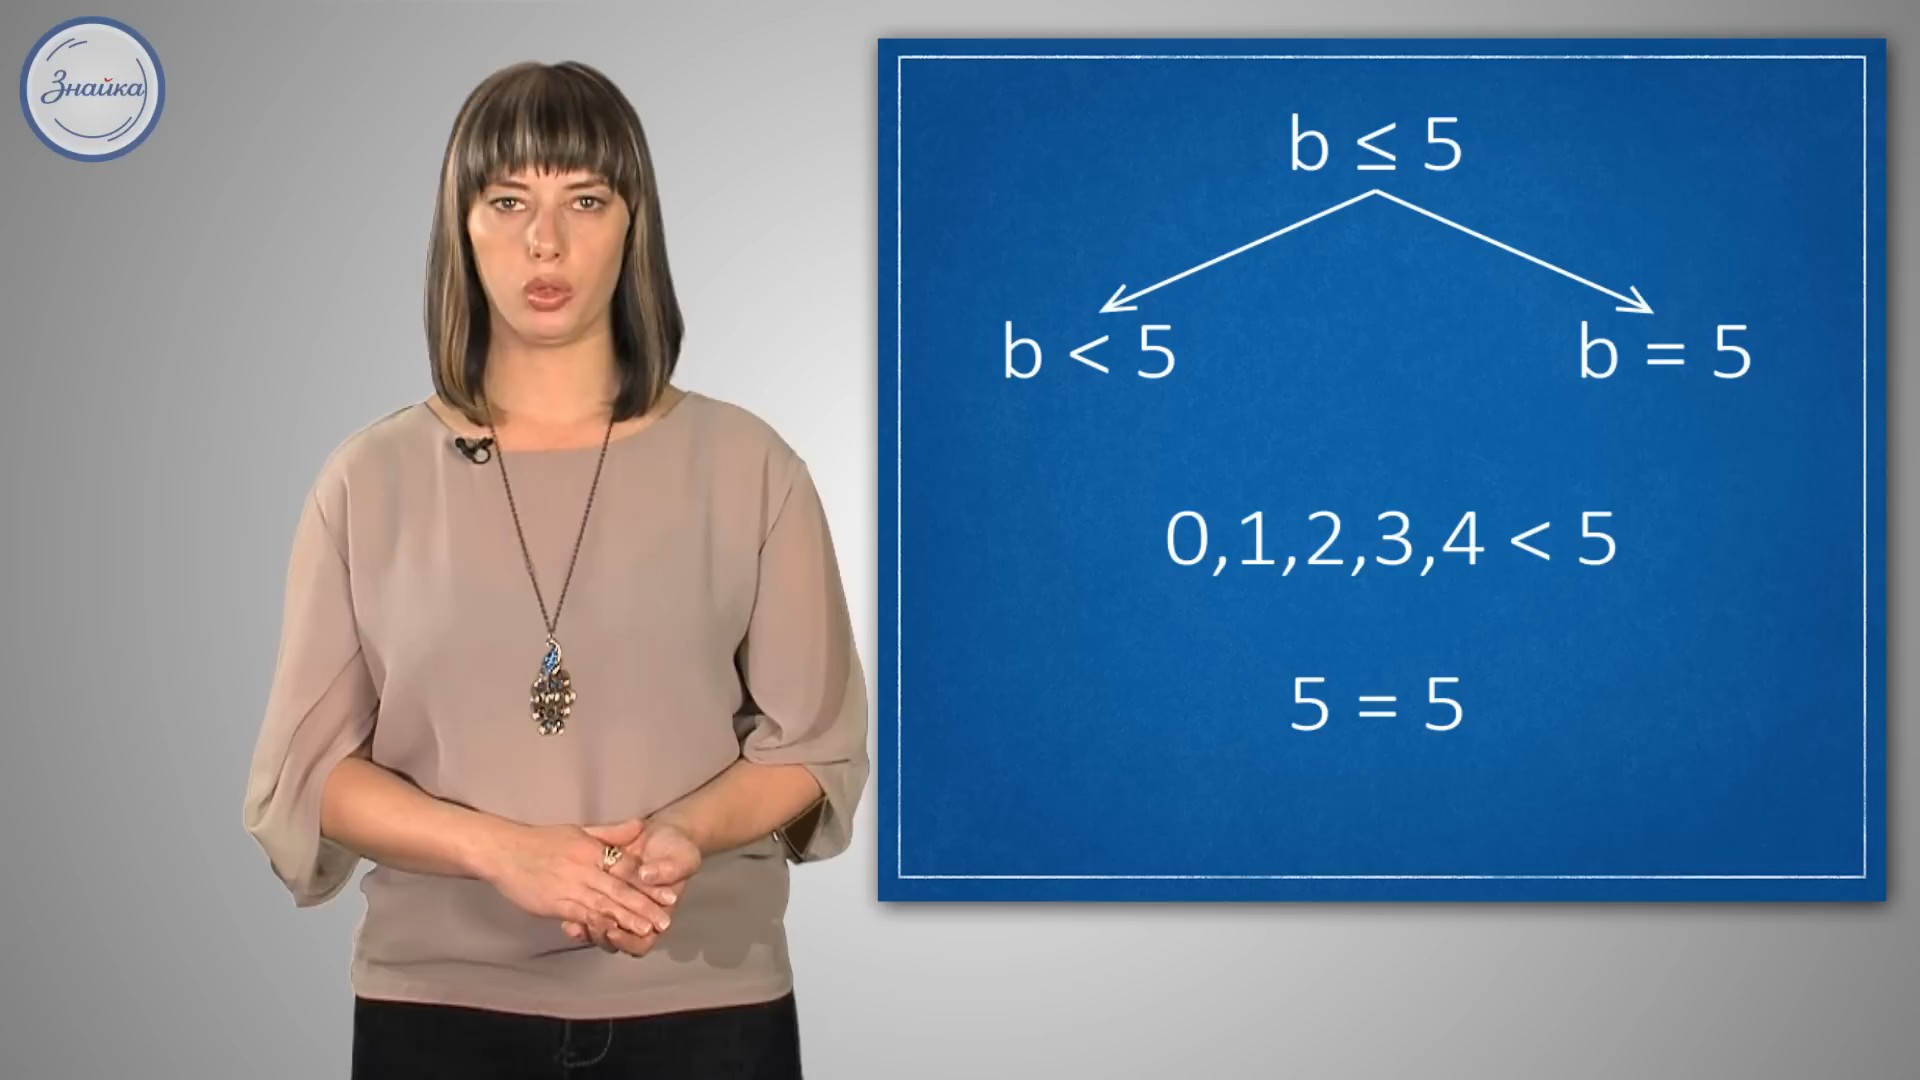 Знайка
b ≤ 5
b < 5
b = 5
0,1,2,3,4 < 5
5 = 5